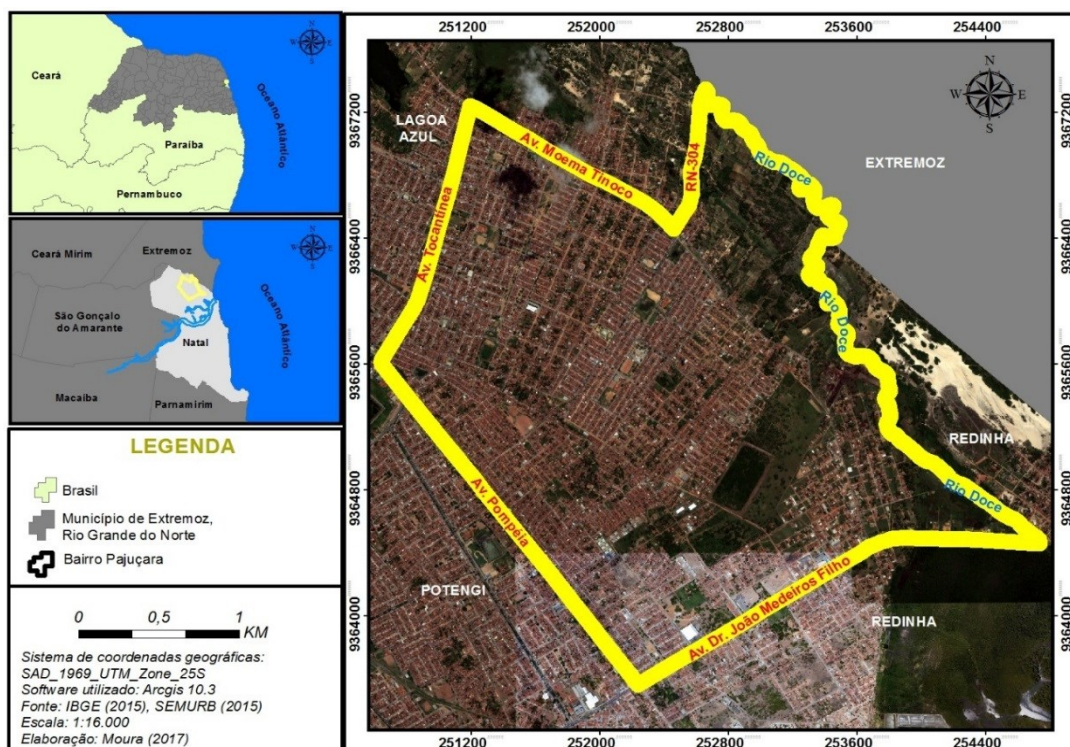 Ceará
Paraíba
Pernambuco
Oceano Atlântico
N
W
E
S
Ceará Mirim
Extremoz
São Gonçalo
do Amarante
Natal
Macaíba
Parnamirim
Oceano Atlântico
LEGENDA
Brasil
Município de Extremoz,
Rio Grande do Norte
Bairro Pajuçara
0 0,5 1
KM
Sistema de coordenadas geográficas:
SAD_1969_UTM_Zone_25S
Software utilizado: Arcgis 10.3
Fonte: IBGE (2015), SEMURB (2015)
Escala: 1:16.000
Elaboração: Moura (2017)
251200 252000 252800 253600 254400
9367200
9366400
9365600
9364800
9364000
LAGOA
AZUL
Av. Moema Tinoco
RN-304
Rio Doce
EXTREMOZ
N
W
E
S
Av. Tocantínea
Rio Doce
REDINHA
Rio Doce
Av. Pompéia
POTENGI
Av. Dr. João Medeiros Filho
REDINHA
9367200
9366400
9365600
9364800
9364000
251200 252000 252800 253600 254400